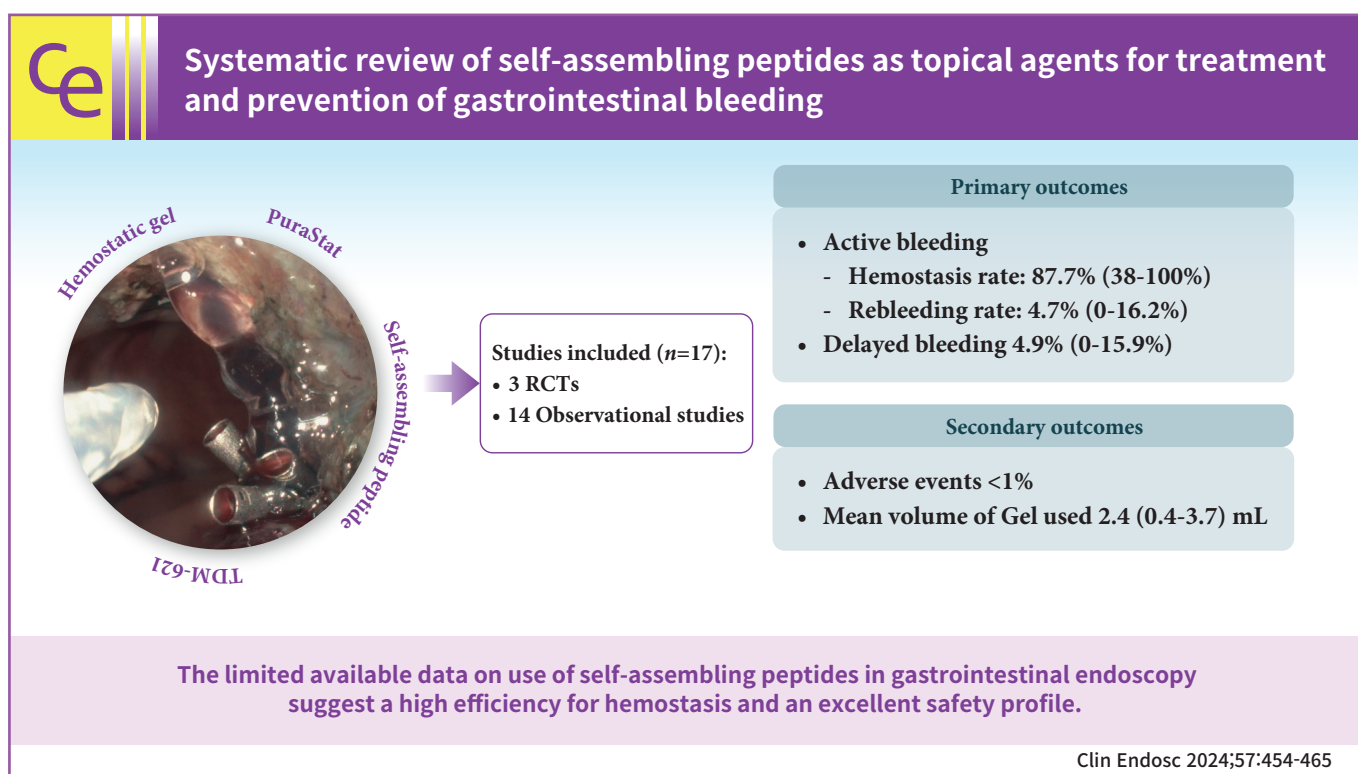 Ce
Systematic review of self-assembling peptides as topical agents for treatment
and prevention of gastrointestinal bleeding
Hemostatic gel
PuraStat
Self-assembling peptide
TDM-621
Studies included (n=17):
• 3 RCTs
• 14 Observational studies
Primary outcomes
• Active bleeding
- Hemostasis rate: 87.7% (38-100%)
- Rebleeding rate: 4.7% (0-16.2%)
• Delayed bleeding 4.9% (0-15.9%)
Secondary outcomes
• Adverse events <1%
• Mean volume of Gel used 2.4 (0.4-3.7) mL
The limited available data on use of self-assembling peptides in gastrointestinal endoscopy
suggest a high efficiency for hemostasis and an excellent safety profile.
Clin Endosc 2024;57:454-465